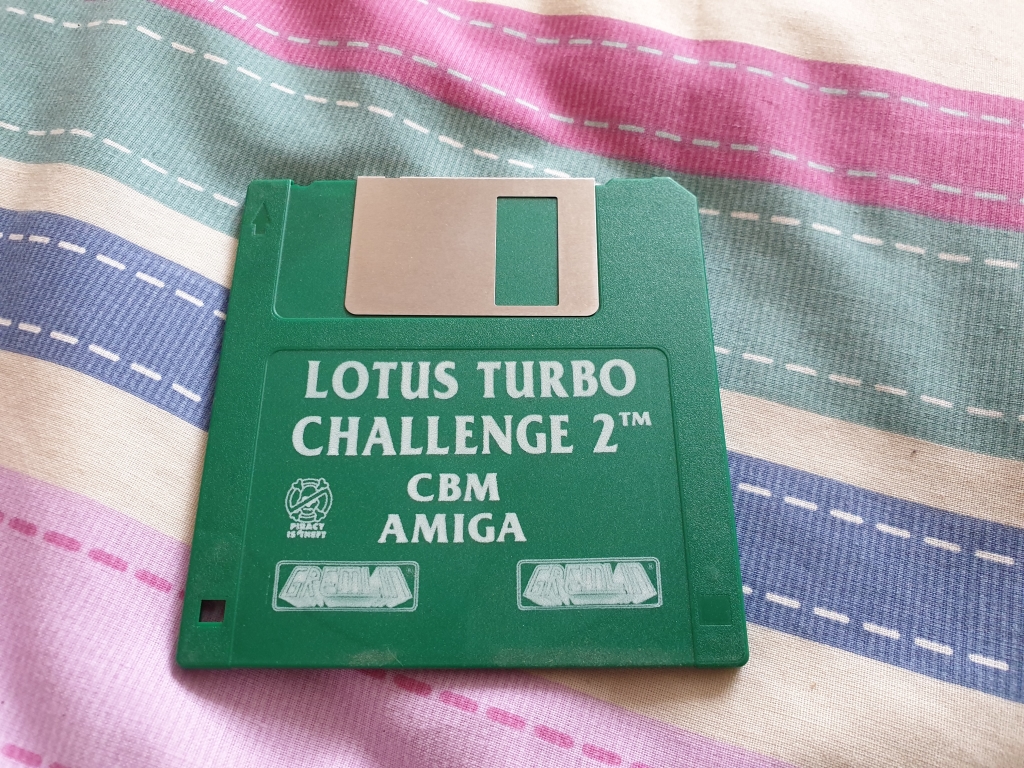 LOTUS TURBO
CHALLENGE 2™
CBM
AMIGA
PIRACY
IS THEFT
GREMLIN ®
GREMLIN ®